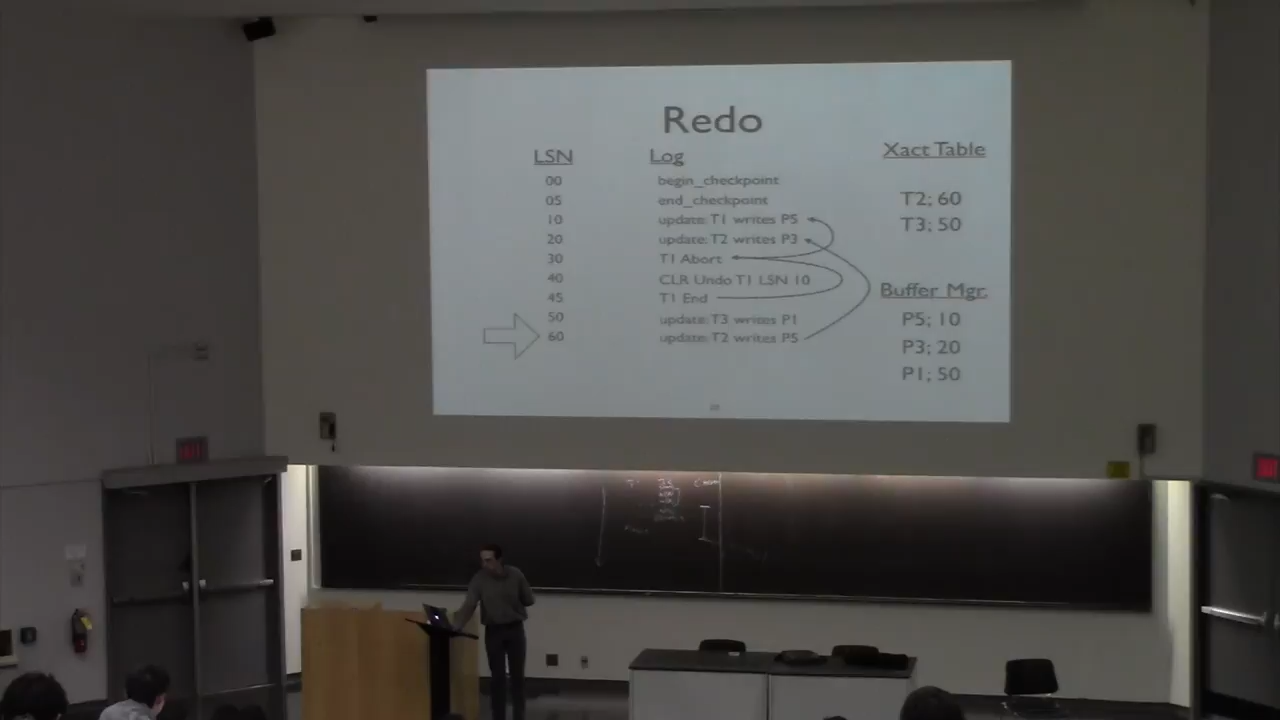 Redo
LSN Log Xact Table
00 begin_checkpoint
05 end_checkpoint T2; 60
10 update: T1 writes P5 T3; 50
20 update: T2 writes P3
30 T1 Abort
40 CLR Undo T1 LSN 10 Buffer Mgr.
45 T1 End
50 update: T3 writes P1 P5; 10
60 update: T2 writes P5 P3; 20
P1; 50